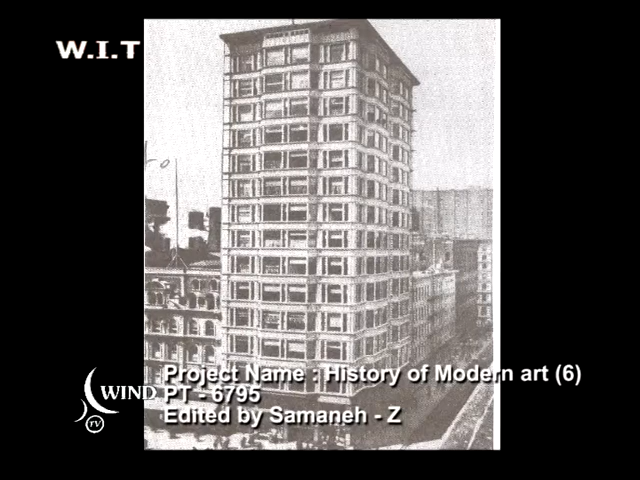 W.I.T
Project Name : History of Modern art (6)
WIND PT - 6795
TV
Edited by Samaneh - Z